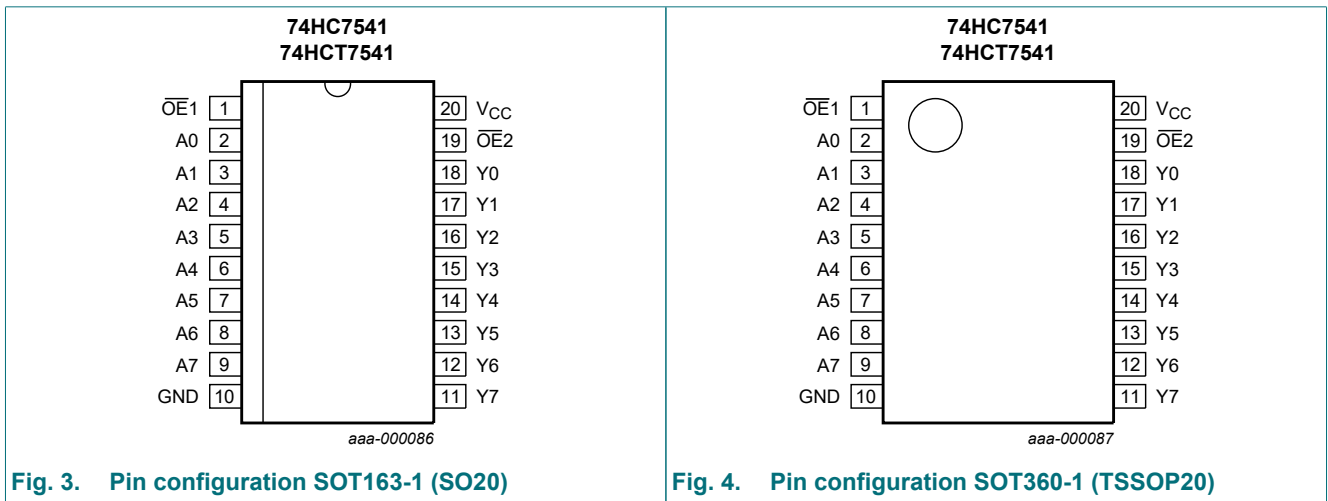 74HC7541
74HCT7541
O̅E̅1 1 20 VCC
A0 2 19 O̅E̅2
A1 3 18 Y0
A2 4 17 Y1
A3 5 16 Y2
A4 6 15 Y3
A5 7 14 Y4
A6 8 13 Y5
A7 9 12 Y6
GND 10 11 Y7
aaa-000086
Fig. 3. Pin configuration SOT163-1 (SO20)
74HC7541
74HCT7541
O̅E̅1 1 20 VCC
A0 2 19 O̅E̅2
A1 3 18 Y0
A2 4 17 Y1
A3 5 16 Y2
A4 6 15 Y3
A5 7 14 Y4
A6 8 13 Y5
A7 9 12 Y6
GND 10 11 Y7
aaa-000087
Fig. 4. Pin configuration SOT360-1 (TSSOP20)